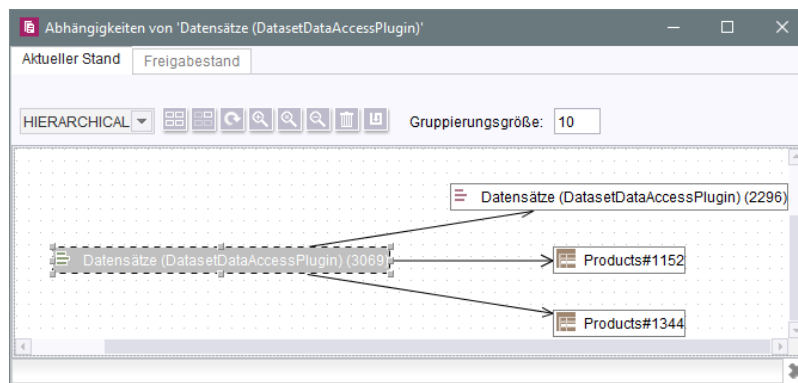 Abhängigkeiten von 'Datensätze (DatasetDataAccessPlugin)'
Aktueller Stand Freigabestand
HIERARCHICAL Gruppierungsgröße: 10
Datensätze (DatasetDataAccessPlugin) (2296)
Datensätze (DatasetDataAccessPlugin) (3069)
Products#1152
Products#1344